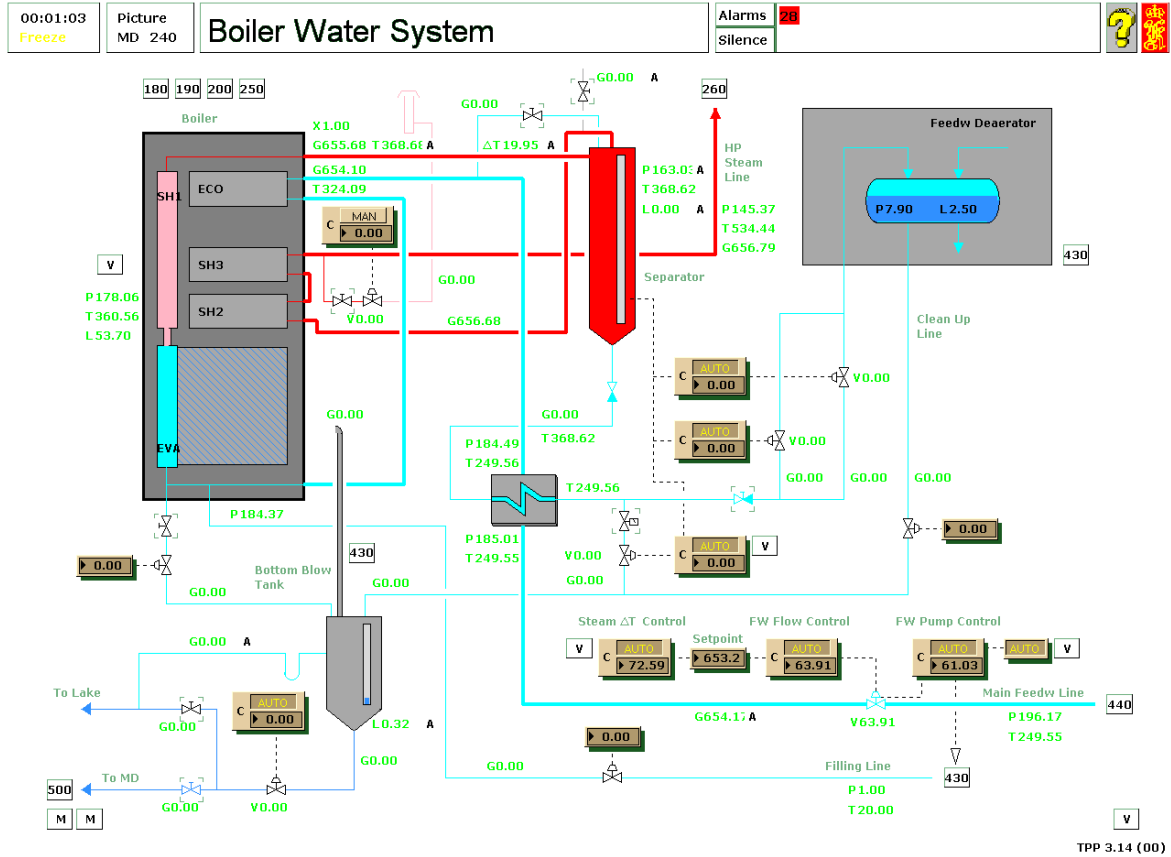 00:01:03
Freeze
Picture
MD 240
Boiler Water System
Alarms
28
Silence
180 190 200 250
Boiler
X1.00
G655.68 T368.68 A
G0.00
ΔT19.95 A
G0.00 A
260
Feedw Deaerator
HP
Steam
Line
G654.10
T324.09
P163.03 A
T368.62
L0.00 A
P145.37
T534.44
G656.79
P7.90 L2.50
SH1
ECO
MAN
C 0.00
V
SH3
G0.00
Separator
430
P178.06
T360.56
L53.70
SH2
V0.00
G656.68
Clean Up
Line
AUTO
C 0.00
V0.00
G0.00
G0.00
T368.62
AUTO
C 0.00
V0.00
EVA
P184.49
T249.56
T249.56
G0.00 G0.00 G0.00
P184.37
P185.01
T249.55
0.00
430
V0.00
AUTO
C 0.00
V
0.00
Bottom Blow
Tank
G0.00
G0.00
G0.00
G0.00 A
Steam ΔT Control
Setpoint
FW Flow Control
FW Pump Control
V
AUTO
C 72.59
653.2
AUTO
C 63.91
AUTO
C 61.03
AUTO
V
To Lake
G0.00
AUTO
C 0.00
L0.32 A
G654.17 A
V63.91
Main Feedw Line
P196.17
T249.55
440
G0.00
0.00
To MD
500
G0.00
V0.00
G0.00
Filling Line
430
P1.00
T20.00
M M
V
TPP 3.14 (00)